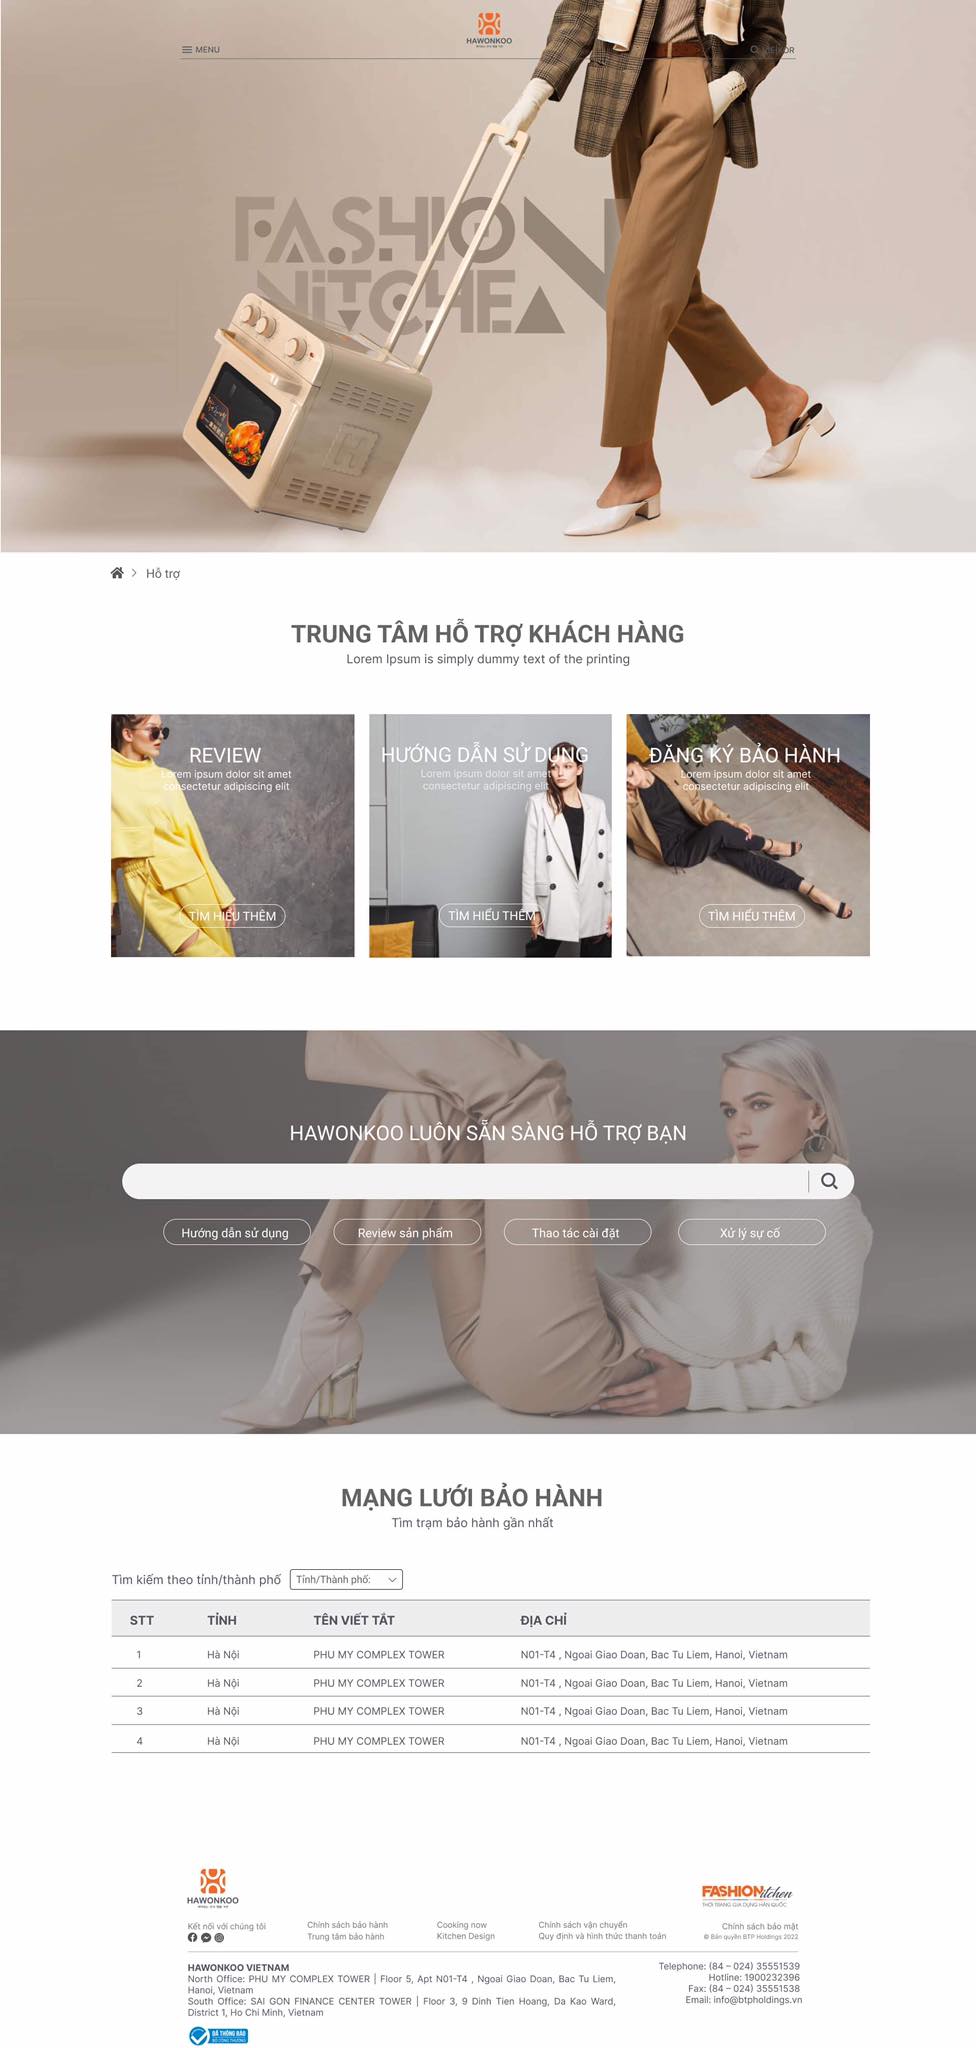 HAWONKOO
MENU
FASHION
NiTCHEN
Hỗ trợ
TRUNG TÂM HỖ TRỢ KHÁCH HÀNG
Lorem Ipsum is simply dummy text of the printing
REVIEW
Lorem ipsum dolor sit amet
consectetur adipiscing elit
TÌM HIỂU THÊM
HƯỚNG DẪN SỬ DỤNG
Lorem ipsum dolor sit amet
consectetur adipiscing elit
TÌM HIỂU THÊM
ĐĂNG KÝ BẢO HÀNH
Lorem ipsum dolor sit amet
consectetur adipiscing elit
TÌM HIỂU THÊM
HAWONKOO LUÔN SẴN SÀNG HỖ TRỢ BẠN
Hướng dẫn sử dụng
Review sản phẩm
Thao tác cài đặt
Xử lý sự cố
MẠNG LƯỚI BẢO HÀNH
Tìm trạm bảo hành gần nhất
Tìm kiếm theo tỉnh/thành phố Tỉnh/Thành phố:
STT TỈNH TÊN VIẾT TẮT ĐỊA CHỈ
1 Hà Nội PHU MY COMPLEX TOWER N01-T4 , Ngoai Giao Doan, Bac Tu Liem, Hanoi, Vietnam
2 Hà Nội PHU MY COMPLEX TOWER N01-T4 , Ngoai Giao Doan, Bac Tu Liem, Hanoi, Vietnam
3 Hà Nội PHU MY COMPLEX TOWER N01-T4 , Ngoai Giao Doan, Bac Tu Liem, Hanoi, Vietnam
4 Hà Nội PHU MY COMPLEX TOWER N01-T4 , Ngoai Giao Doan, Bac Tu Liem, Hanoi, Vietnam
HAWONKOO
FASHIONitchen
THỜI TRANG GIA DỤNG HÀN QUỐC
Kết nối với chúng tôi
Chính sách bảo hành
Trung tâm bảo hành
Cooking now
Kitchen Design
Chính sách vận chuyển
Quy định và hình thức thanh toán
Chính sách bảo mật
© Bản quyền BTP Holdings 2022
HAWONKOO VIETNAM
North Office: PHU MY COMPLEX TOWER | Floor 5, Apt N01-T4 , Ngoai Giao Doan, Bac Tu Liem,
Hanoi, Vietnam
South Office: SAI GON FINANCE CENTER TOWER | Floor 3, 9 Dinh Tien Hoang, Da Kao Ward,
District 1, Ho Chi Minh, Vietnam
Telephone: (84 – 024) 35551539
Hotline: 1900232396
Fax: (84 – 024) 35551538
Email: info@btpholdings.vn
ĐÃ THÔNG BÁO
BỘ CÔNG THƯƠNG